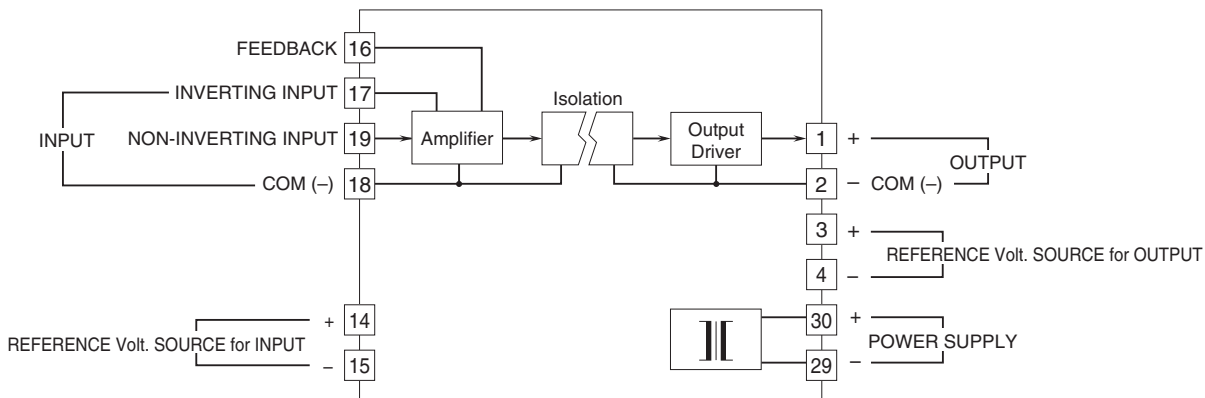 FEEDBACK 16
INVERTING INPUT 17
Isolation
INPUT
NON-INVERTING INPUT 19
Amplifier
Output
Driver
1 +
OUTPUT
COM (–) 18
2 – COM (–)
3 +
REFERENCE Volt. SOURCE for OUTPUT
4 –
+ 14
REFERENCE Volt. SOURCE for INPUT
– 15
30 +
POWER SUPPLY
29 –